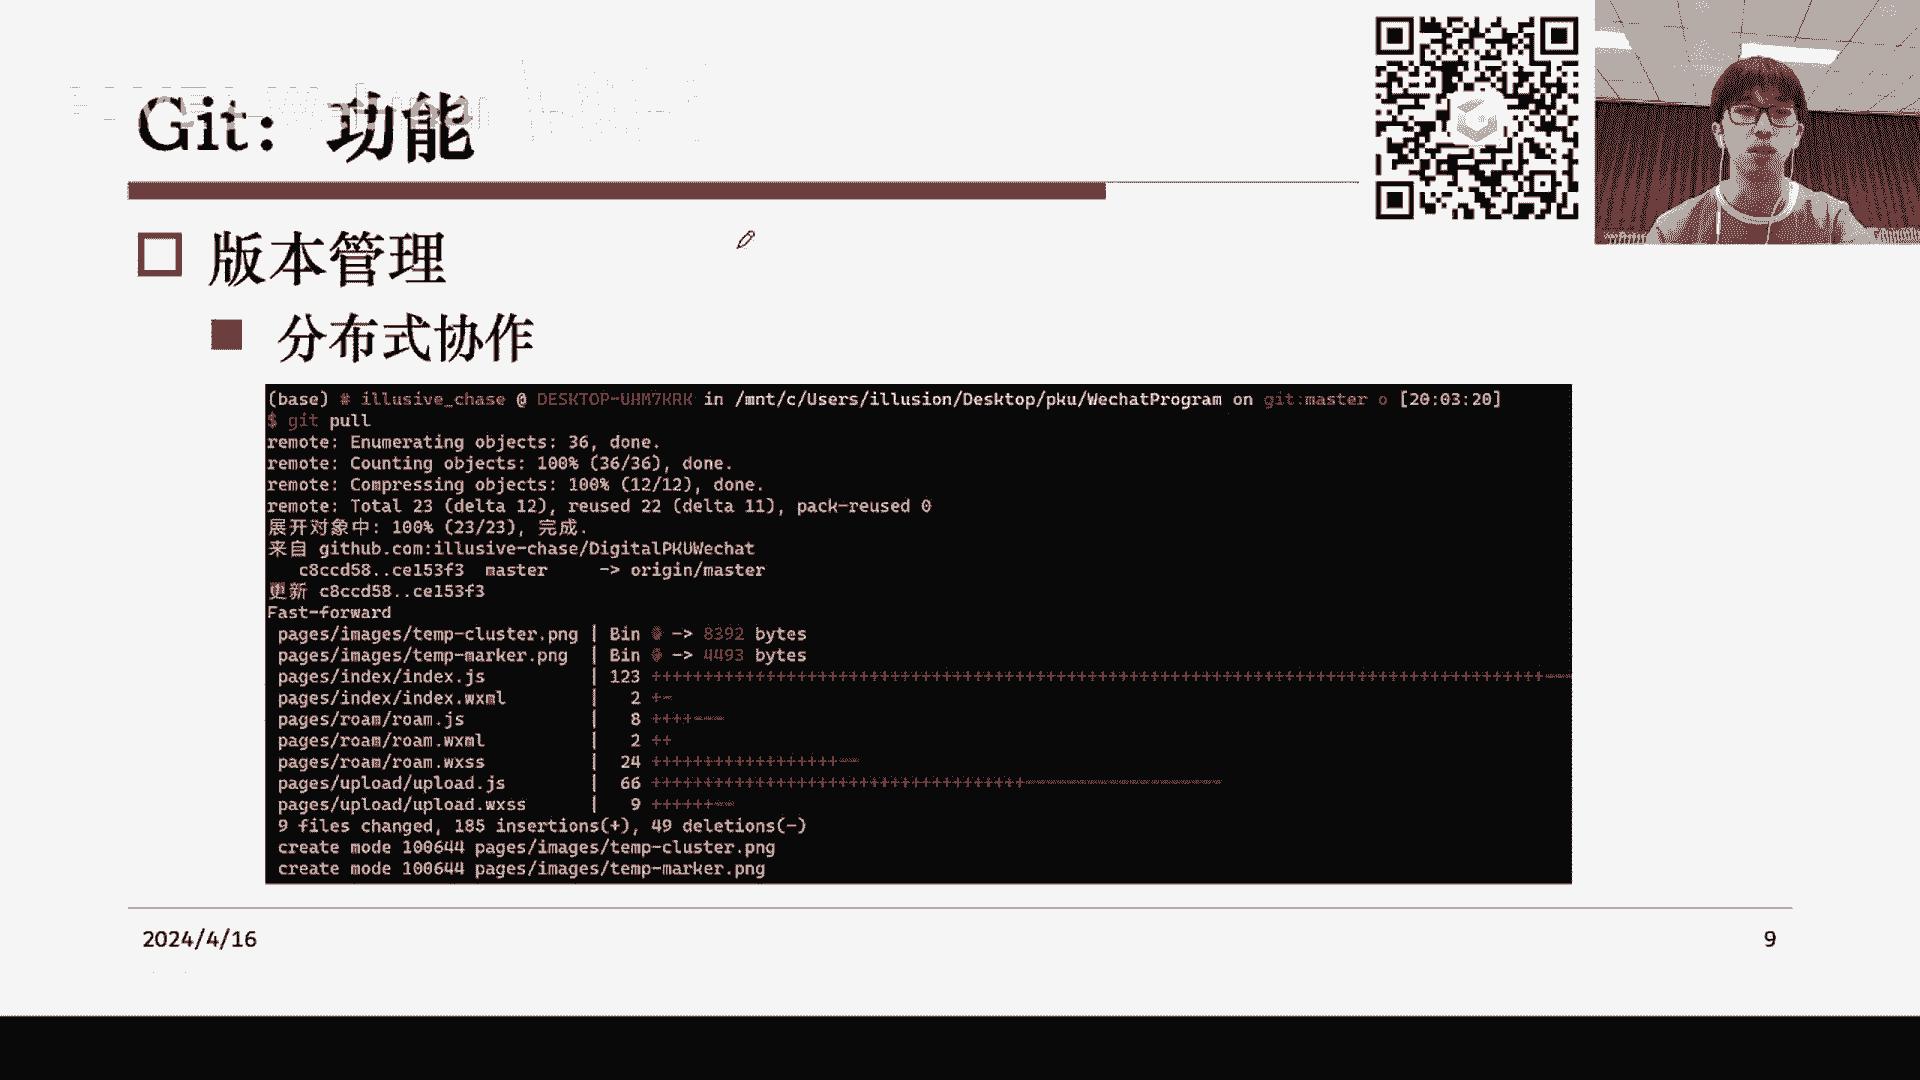 Git：功能
版本管理
分布式协作
(base) # illusive_chase @ DESKTOP-UHM7KRK in /mnt/c/Users/illusion/Desktop/pku/WechatProgram on git:master o [20:03:20]
$ git pull
remote: Enumerating objects: 36, done.
remote: Counting objects: 100% (36/36), done.
remote: Compressing objects: 100% (12/12), done.
remote: Total 23 (delta 12), reused 22 (delta 11), pack-reused 0
展开对象中: 100% (23/23), 完成.
来自 github.com:illusive-chase/DigitalPKUWechat
c8ccd58..ce153f3 master -> origin/master
更新 c8ccd58..ce153f3
Fast-forward
pages/images/temp-cluster.png | Bin 0 -> 8392 bytes
pages/images/temp-marker.png | Bin 0 -> 4493 bytes
pages/index/index.js | 123 +++++++++++++++++++++++++++++++++++++++++++++++++++++++++++++++++++++++++++++++++++++---
pages/index/index.wxml | 2 +-
pages/roam/roam.js | 8 ++++---
pages/roam/roam.wxml | 2 ++
pages/roam/roam.wxss | 24 ++++++++++++++++++--
pages/upload/upload.js | 66 ++++++++++++++++++++++++++++++++++++-------------------
pages/upload/upload.wxss | 9 ++++++--
9 files changed, 185 insertions(+), 49 deletions(-)
create mode 100644 pages/images/temp-cluster.png
create mode 100644 pages/images/temp-marker.png
2024/4/16
9